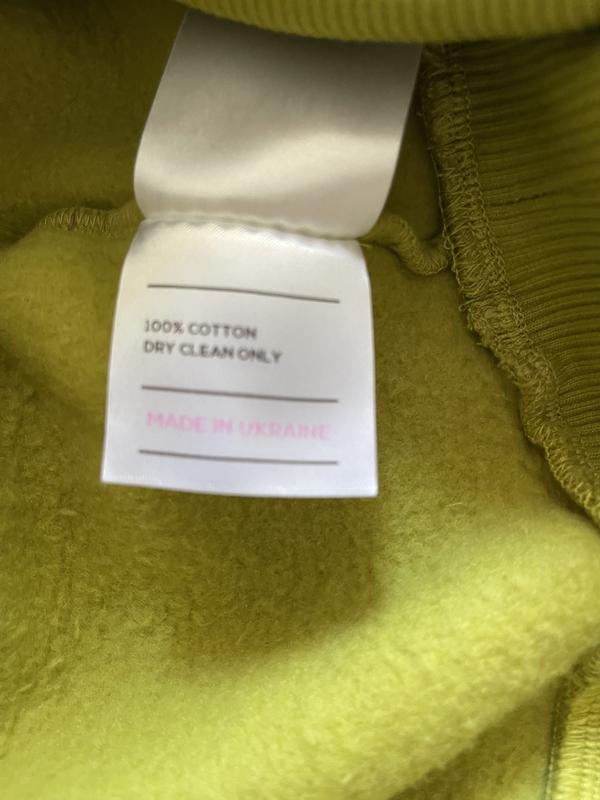 100% COTTON
DRY CLEAN ONLY
MADE IN UKRAINE